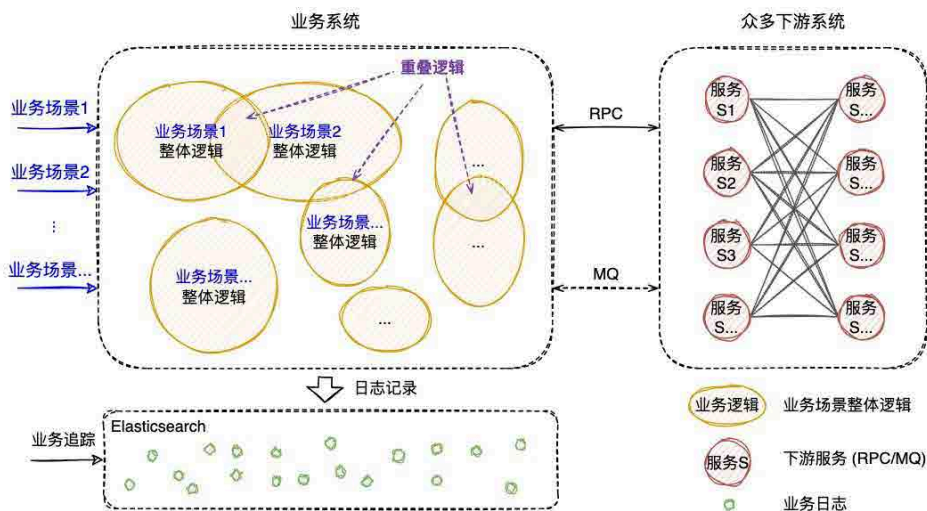 业务系统
众多下游系统
重叠逻辑
业务场景1
业务场景2
⋮
业务场景...
业务场景1
整体逻辑
业务场景2
整体逻辑
业务场景...
整体逻辑
业务场景...
整体逻辑
...
...
...
RPC
MQ
服务
S1
服务
S...
服务
S2
服务
S...
服务
S3
服务
S...
服务
S...
服务
S...
日志记录
业务追踪
Elasticsearch
业务逻辑
业务场景整体逻辑
服务S
下游服务 (RPC/MQ)
业务日志